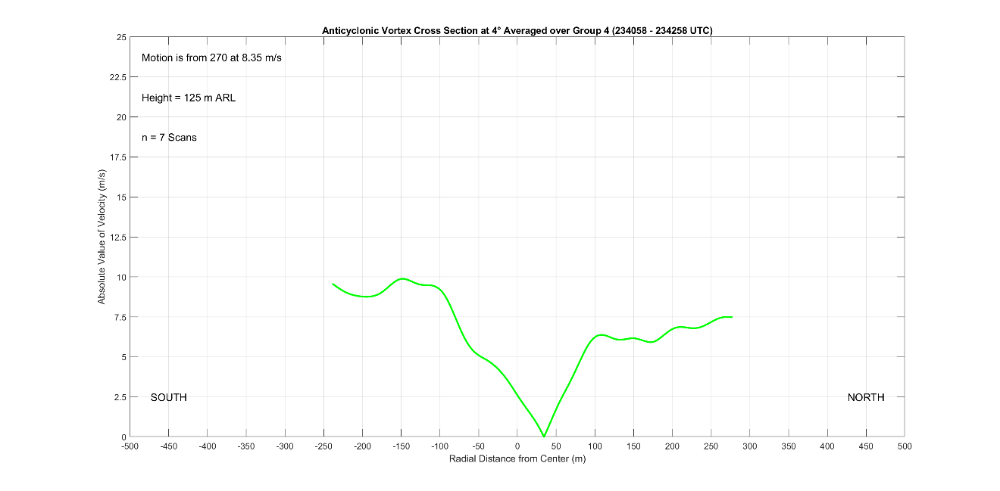 Anticyclonic Vortex Cross Section at 4° Averaged over Group 4 (234058 - 234258 UTC)
25
Motion is from 270 at 8.35 m/s
22.5
Height = 125 m ARL
20
n = 7 Scans
17.5
15
12.5
10
7.5
5
2.5
0
Absolute Value of Velocity (m/s)
SOUTH
NORTH
-500 -450 -400 -350 -300 -250 -200 -150 -100 -50 0 50 100 150 200 250 300 350 400 450 500
Radial Distance from Center (m)